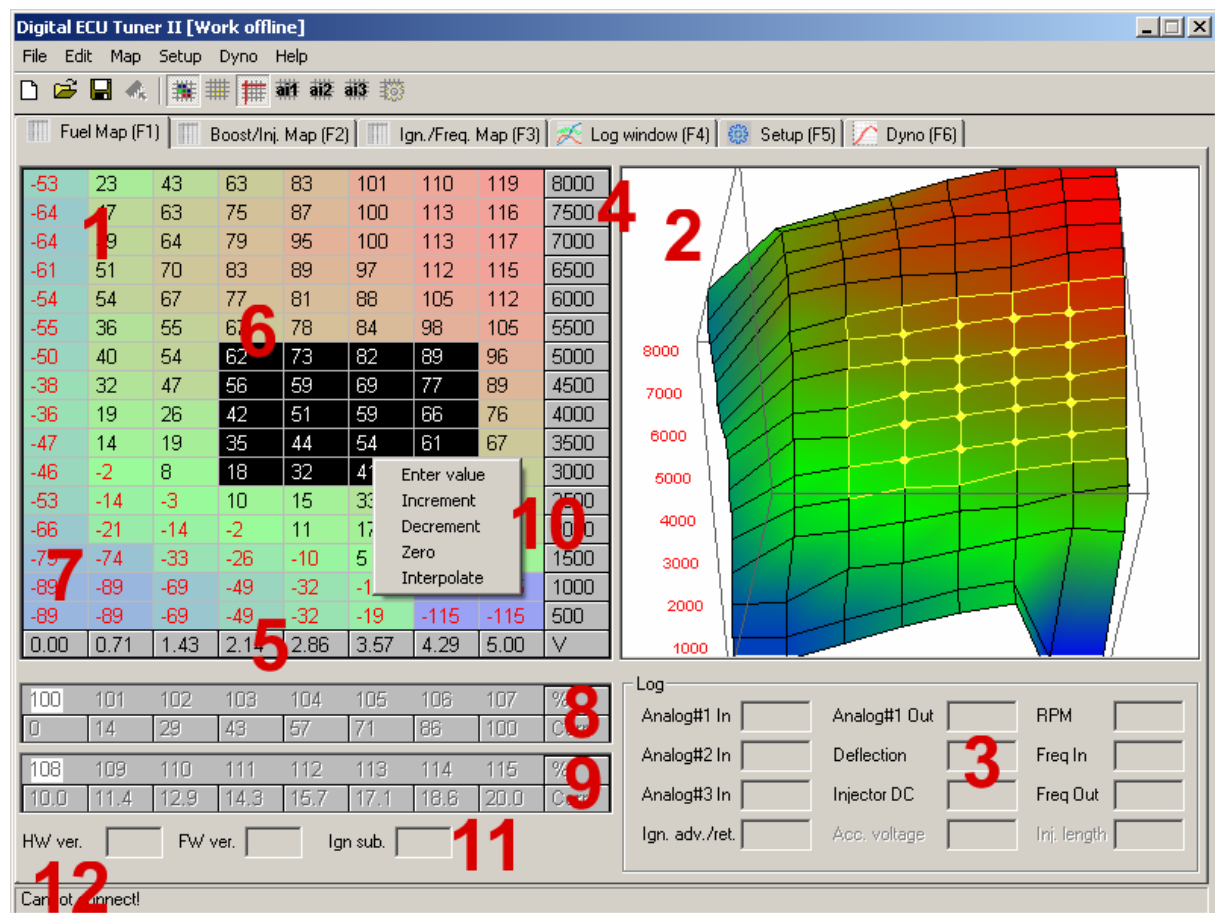 Digital ECU Tuner II [Work offline]
File Edit Map Setup Dyno Help
ai1 ai2 ai3
Fuel Map (F1) Boost/Inj. Map (F2) Ign./Freq. Map (F3) Log window (F4) Setup (F5) Dyno (F6)
-53 23 43 63 83 101 110 119 8000
-64 63 75 87 100 113 116 7500
-64 64 79 95 100 113 117 7000
-61 51 70 83 89 97 112 115 6500
-54 54 67 77 81 88 105 112 6000
-55 36 55 78 84 98 105 5500
-50 40 54 62 73 82 89 96 5000
-38 32 47 56 59 69 77 89 4500
-36 19 26 42 51 59 66 76 4000
-47 14 19 35 44 54 61 67 3500
-46 -2 8 18 32 3000
-53 -14 -3 10 15
-66 -21 -14 -2 11
-74 -33 -26 -10 5 1500
-89 -89 -69 -49 -32 1000
-89 -89 -69 -49 -32 -19 -115 -115 500
0.00 0.71 1.43 2.14 2.86 3.57 4.29 5.00 V
Enter value
Increment
Decrement
Zero
Interpolate
1
2
3
4
5
6
7
8
9
10
11
12
8000
7000
6000
5000
4000
3000
2000
1000
100 101 102 103 104 105 106 107 %
0 14 29 43 57 71 86 100 Corr
108 109 110 111 112 113 114 115 %
10.0 11.4 12.9 14.3 15.7 17.1 18.6 20.0 Corr
HW ver. FW ver. Ign sub.
Log
Analog#1 In Analog#1 Out RPM
Analog#2 In Deflection Freq In
Analog#3 In Injector DC Freq Out
Ign. adv./ret. Acc. voltage Inj. length
Cannot connect!